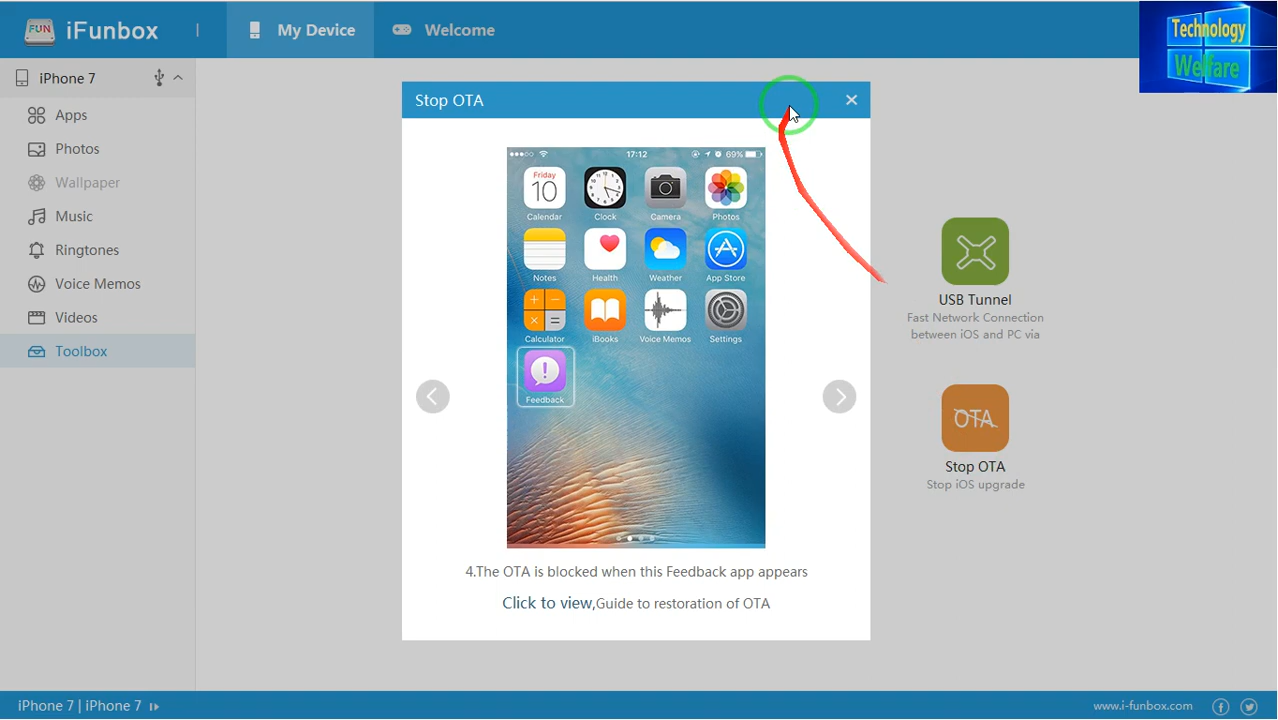 FUN iFunbox
My Device
Welcome
Technology
Welfare
iPhone 7
Apps
Photos
Wallpaper
Music
Ringtones
Voice Memos
Videos
Toolbox
Stop OTA
17:12
69%
Friday
10
Calendar
Clock
Camera
Photos
Notes
Health
Weather
App Store
Calculator
iBooks
Voice Memos
Settings
Feedback
4.The OTA is blocked when this Feedback app appears
Click to view,Guide to restoration of OTA
USB Tunnel
Fast Network Connection
between iOS and PC via
OTA
Stop OTA
Stop iOS upgrade
iPhone 7 | iPhone 7
www.i-funbox.com